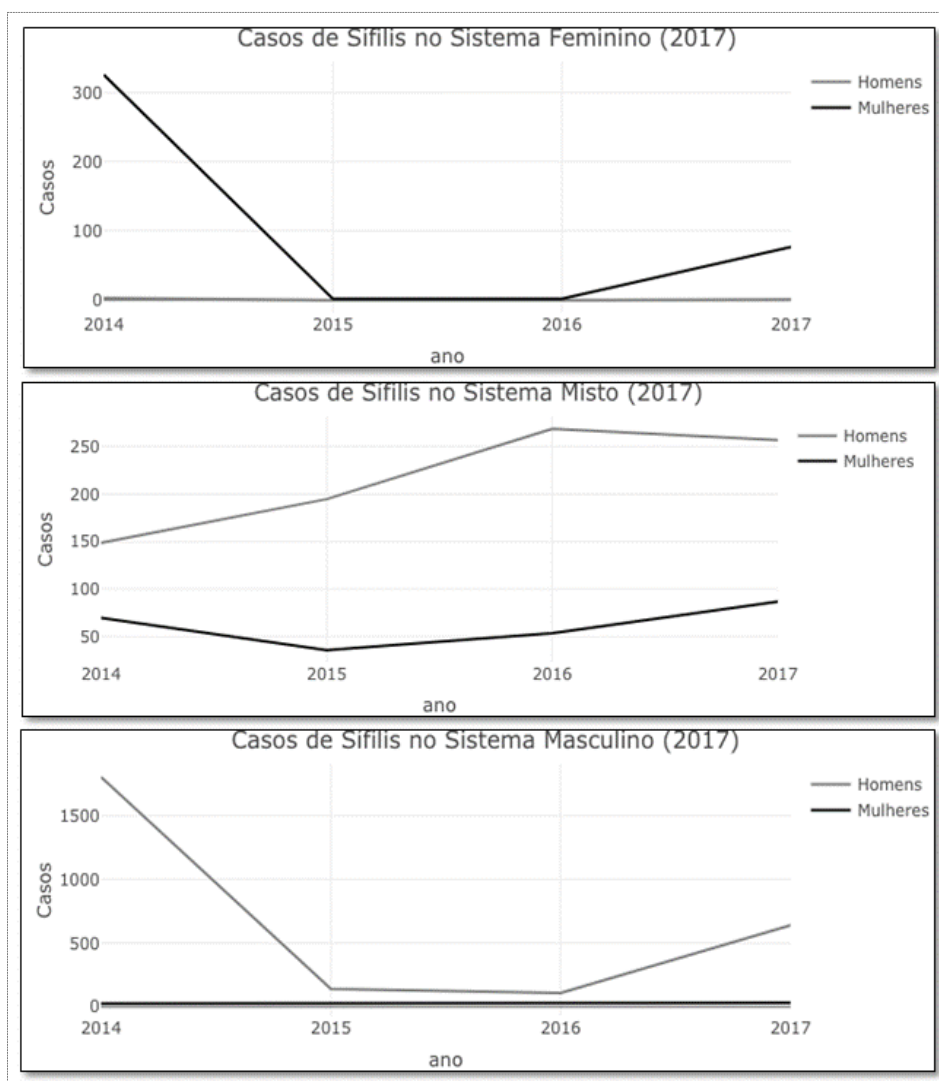 Casos de Sífilis no Sistema Feminino (2017)
Homens
Mulheres
300
200
100
0
Casos
2014 2015 2016 2017
ano
Casos de Sífilis no Sistema Misto (2017)
Homens
Mulheres
250
200
150
100
50
Casos
2014 2015 2016 2017
ano
Casos de Sífilis no Sistema Masculino (2017)
Homens
Mulheres
1500
1000
500
0
Casos
2014 2015 2016 2017
ano